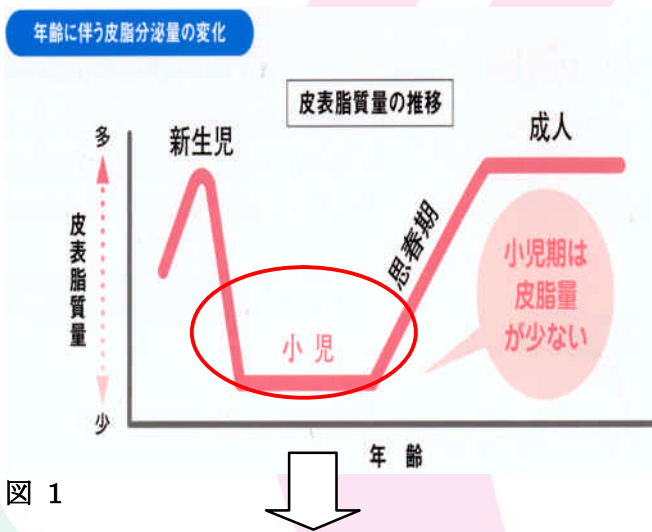 年齢に伴う皮脂分泌量の変化
皮表脂質量の推移
多
新生児
成人
皮表脂質量
思春期
小児期は
皮脂量
が少ない
小児
少
年齢
図 1